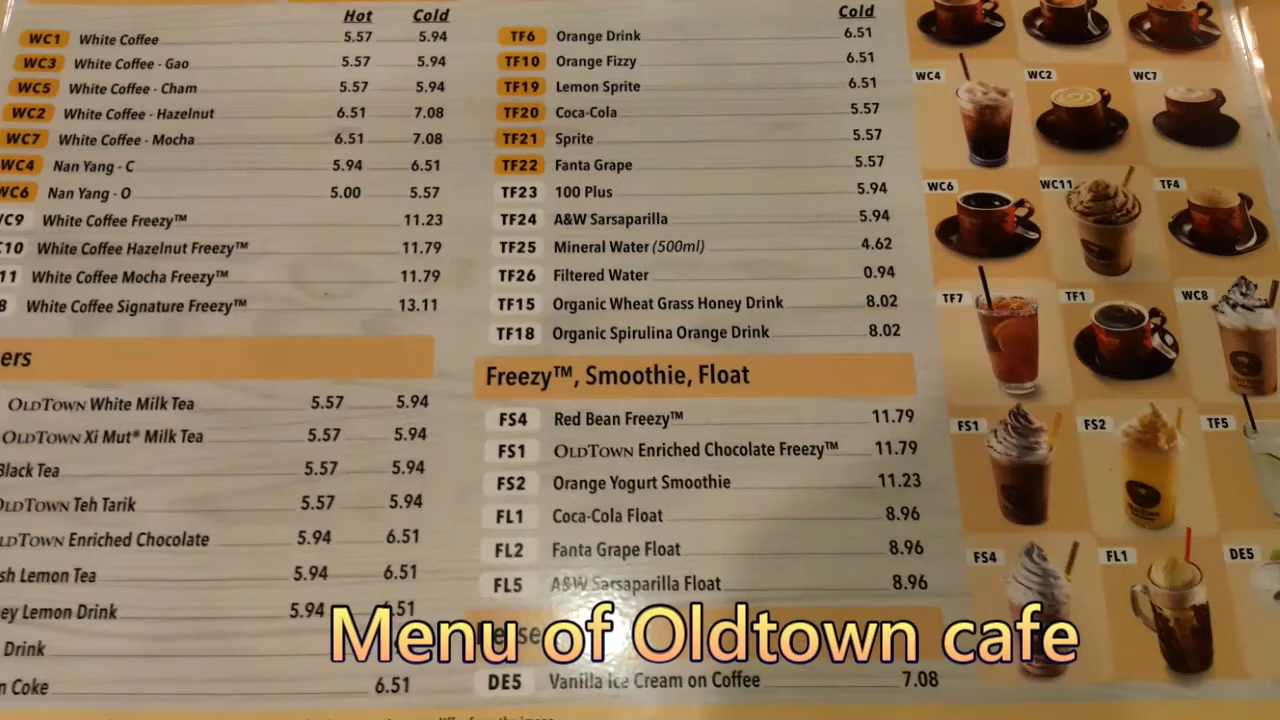 Hot Cold
WC1 White Coffee 5.57 5.94
WC3 White Coffee - Gao 5.57 5.94
WC5 White Coffee - Cham 5.57 5.94
WC2 White Coffee - Hazelnut 6.51 7.08
WC7 White Coffee - Mocha 6.51 7.08
WC4 Nan Yang - C 5.94 6.51
WC6 Nan Yang - O 5.00 5.57
WC9 White Coffee Freezy™ 11.23
C10 White Coffee Hazelnut Freezy™ 11.79
11 White Coffee Mocha Freezy™ 11.79
8 White Coffee Signature Freezy™ 13.11
ers
OLDTOWN White Milk Tea 5.57 5.94
OLDTOWN Xi Mut* Milk Tea 5.57 5.94
Black Tea 5.57 5.94
OLDTOWN Teh Tarik 5.57 5.94
LDTOWN Enriched Chocolate 5.94 6.51
sh Lemon Tea 5.94 6.51
ey Lemon Drink 5.94 6.51
Drink
n Coke 6.51
Cold
TF6 Orange Drink 6.51
TF10 Orange Fizzy 6.51
TF19 Lemon Sprite 6.51
TF20 Coca-Cola 5.57
TF21 Sprite 5.57
TF22 Fanta Grape 5.57
TF23 100 Plus 5.94
TF24 A&W Sarsaparilla 5.94
TF25 Mineral Water (500ml) 4.62
TF26 Filtered Water 0.94
TF15 Organic Wheat Grass Honey Drink 8.02
TF18 Organic Spirulina Orange Drink 8.02
Freezy™, Smoothie, Float
FS4 Red Bean Freezy™ 11.79
FS1 OLDTOWN Enriched Chocolate Freezy™ 11.79
FS2 Orange Yogurt Smoothie 11.23
FL1 Coca-Cola Float 8.96
FL2 Fanta Grape Float 8.96
FL5 A&W Sarsaparilla Float 8.96
DE5 Vanilla Ice Cream on Coffee 7.08
WC4 WC2 WC7
WC6 WC11 TF4
TF7 TF1 WC8
FS1 FS2 TF5
FS4 FL1 DE5
Menu of Oldtown cafe